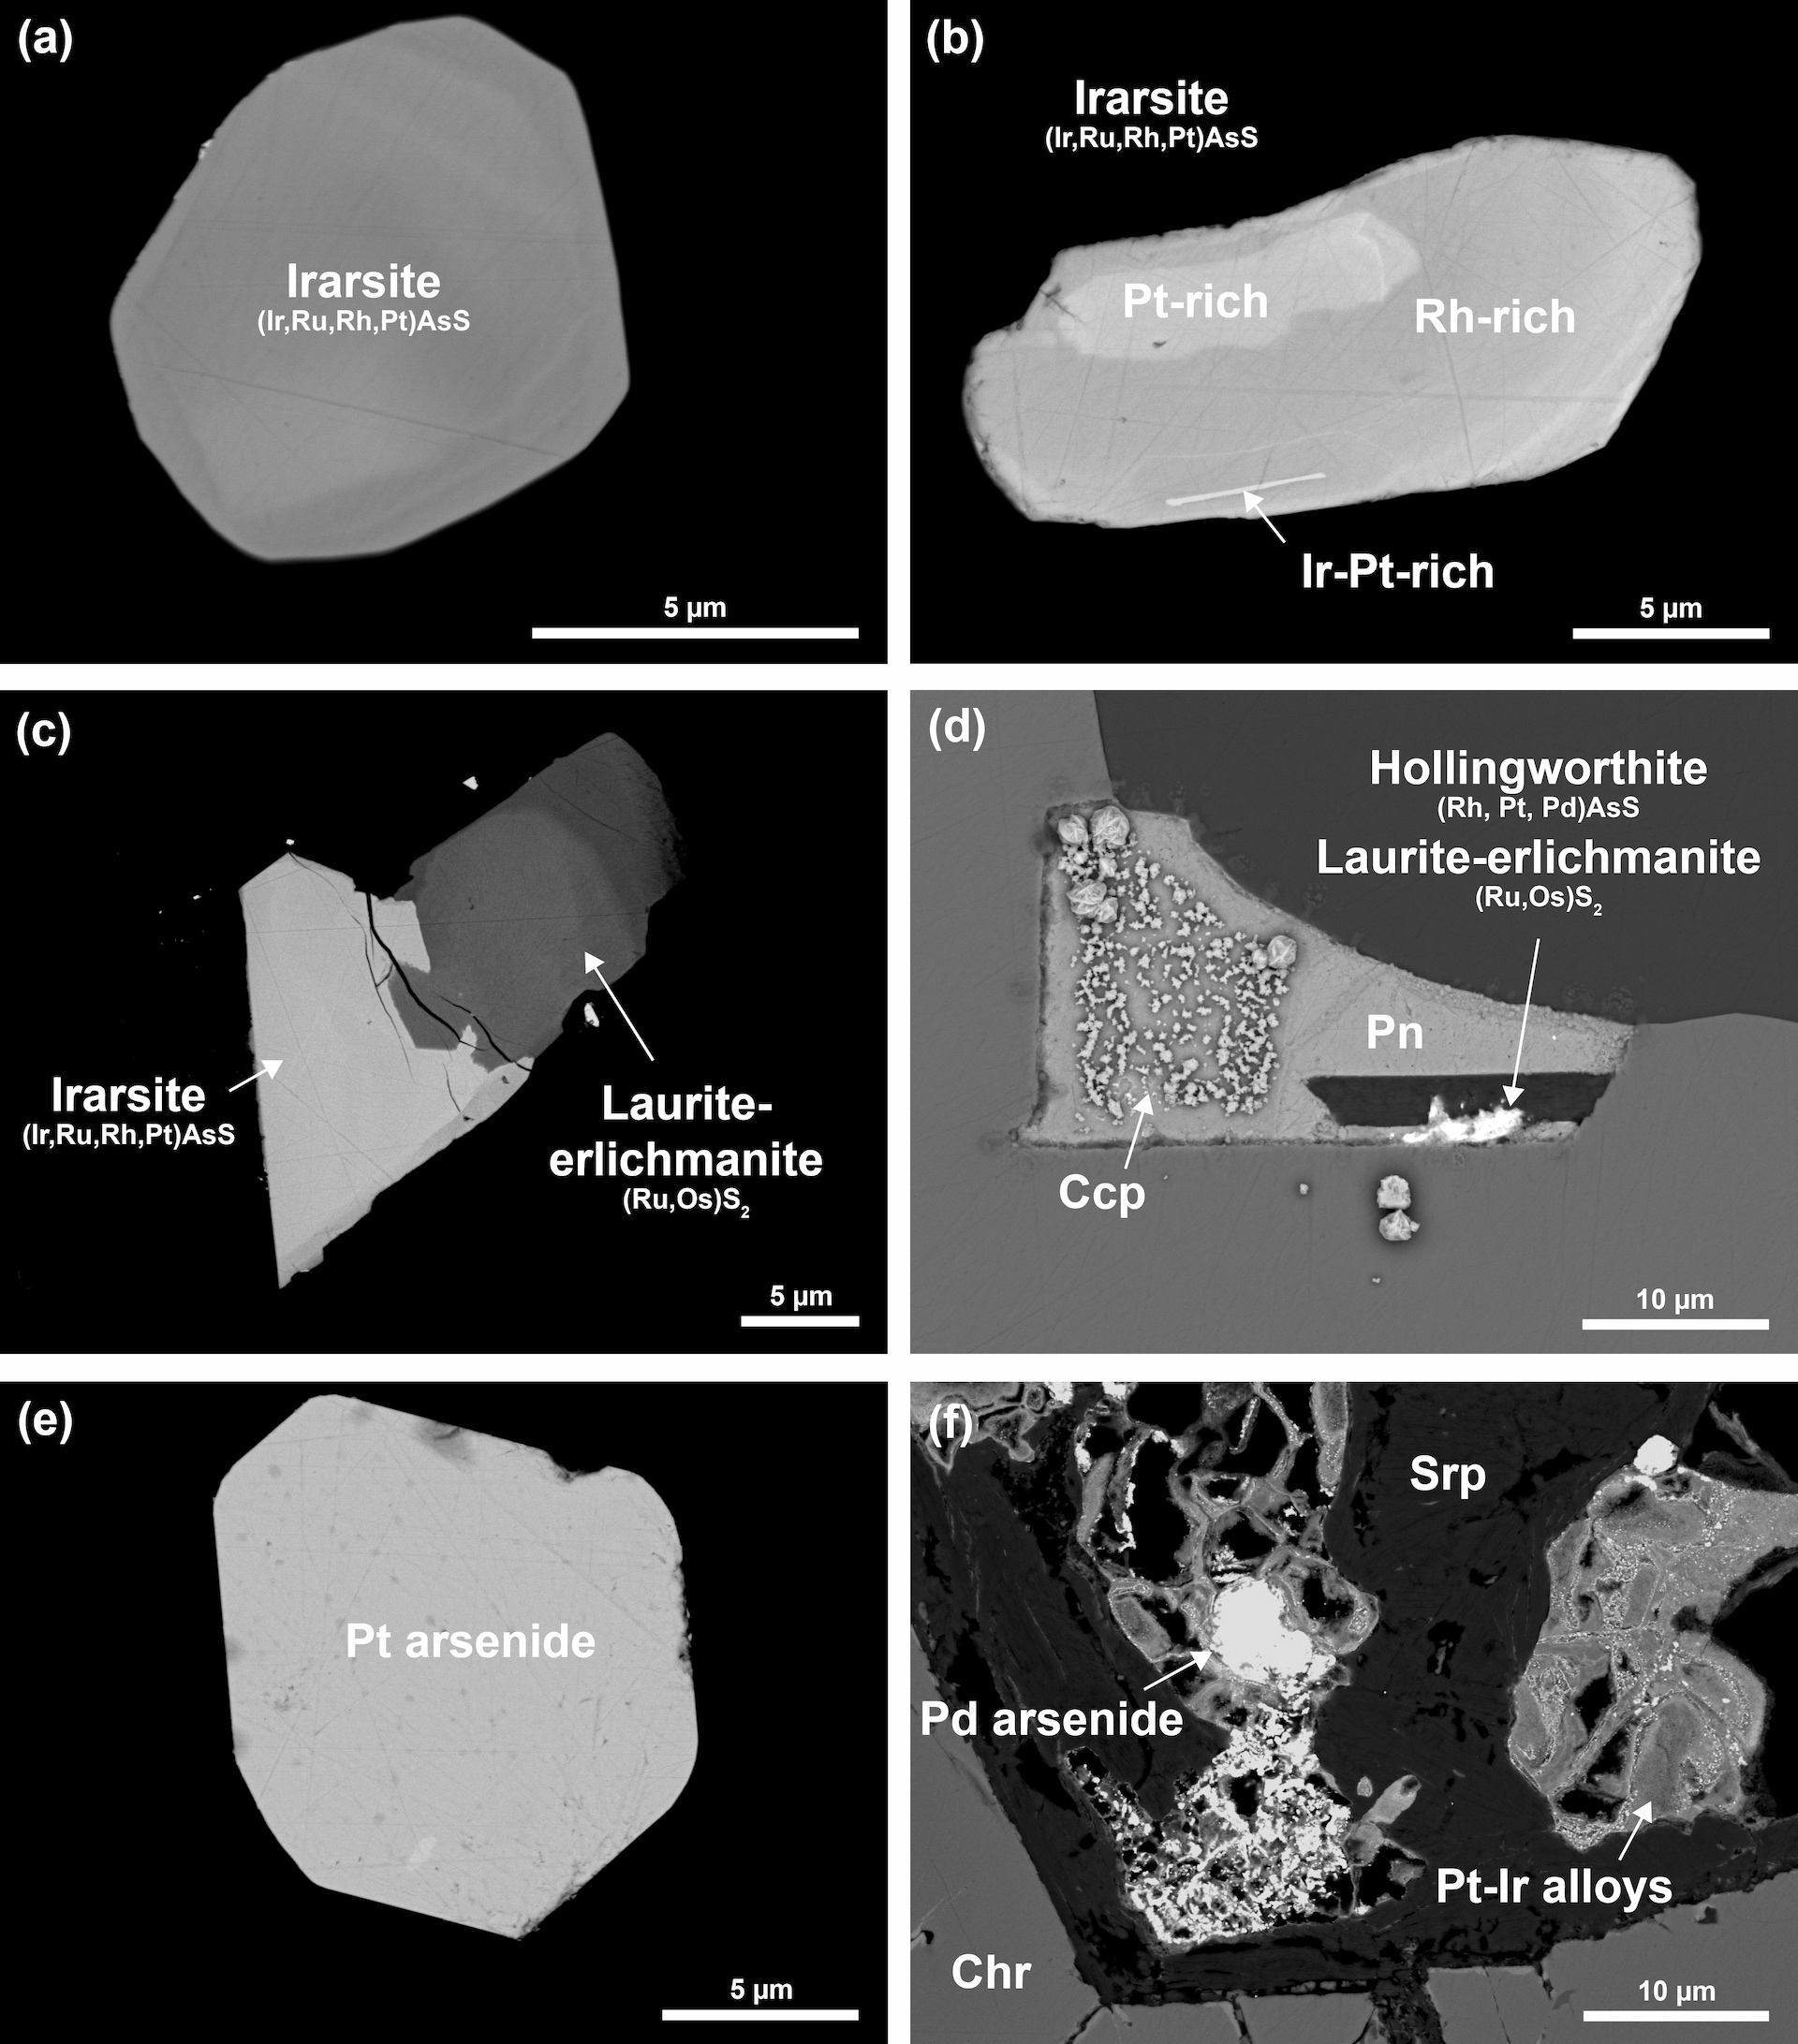 (a)
Irarsite
(Ir,Ru,Rh,Pt)AsS
5 µm
(b)
Irarsite
(Ir,Ru,Rh,Pt)AsS
Pt-rich
Rh-rich
Ir-Pt-rich
5 µm
(c)
Irarsite
(Ir,Ru,Rh,Pt)AsS
Laurite-
erlichmanite
(Ru,Os)S2
5 µm
(d)
Hollingworthite
(Rh, Pt, Pd)AsS
Laurite-erlichmanite
(Ru,Os)S2
Pn
Ccp
10 µm
(e)
Pt arsenide
5 µm
(f)
Srp
Pd arsenide
Pt-Ir alloys
Chr
10 µm